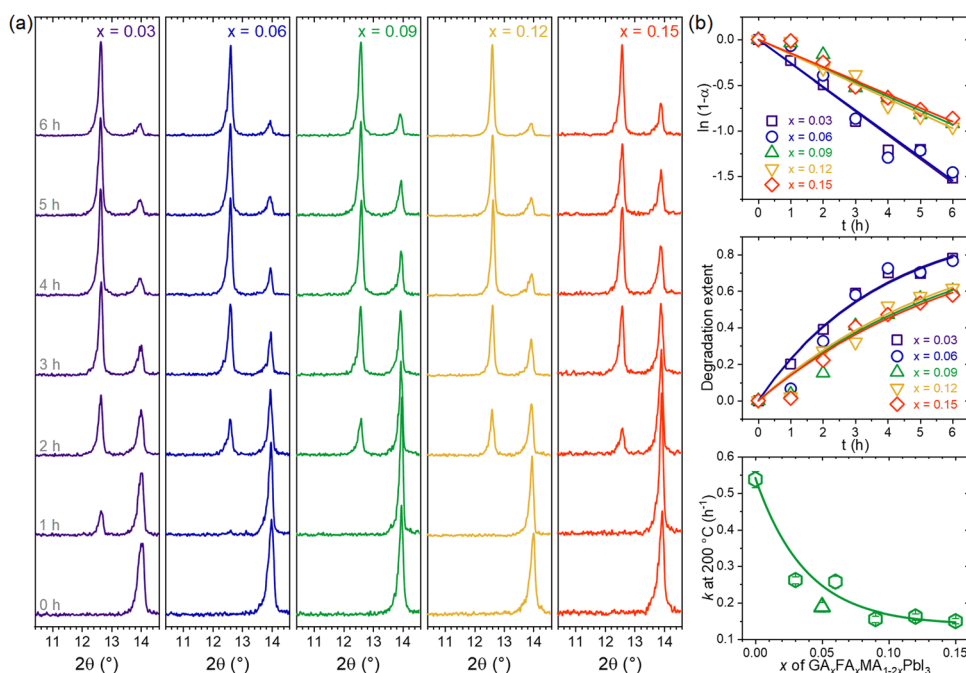 (a)
x = 0.03
x = 0.06
x = 0.09
x = 0.12
x = 0.15
6 h
5 h
4 h
3 h
2 h
1 h
0 h
11 12 13 14
11 12 13 14
11 12 13 14
11 12 13 14
11 12 13 14
2θ (°)
2θ (°)
2θ (°)
2θ (°)
2θ (°)
(b)
ln (1-α)
0.0
-0.5
-1.0
-1.5
x = 0.03
x = 0.06
x = 0.09
x = 0.12
x = 0.15
0 1 2 3 4 5 6
t (h)
Degradation extent
0.8
0.6
0.4
0.2
0.0
x = 0.03
x = 0.06
x = 0.09
x = 0.12
x = 0.15
0 1 2 3 4 5 6
t (h)
k at 200 °C (h⁻¹)
0.6
0.5
0.4
0.3
0.2
0.1
0.00 0.05 0.10 0.15
x of GAₓFAₓMA₁₋₂ₓPbI₃